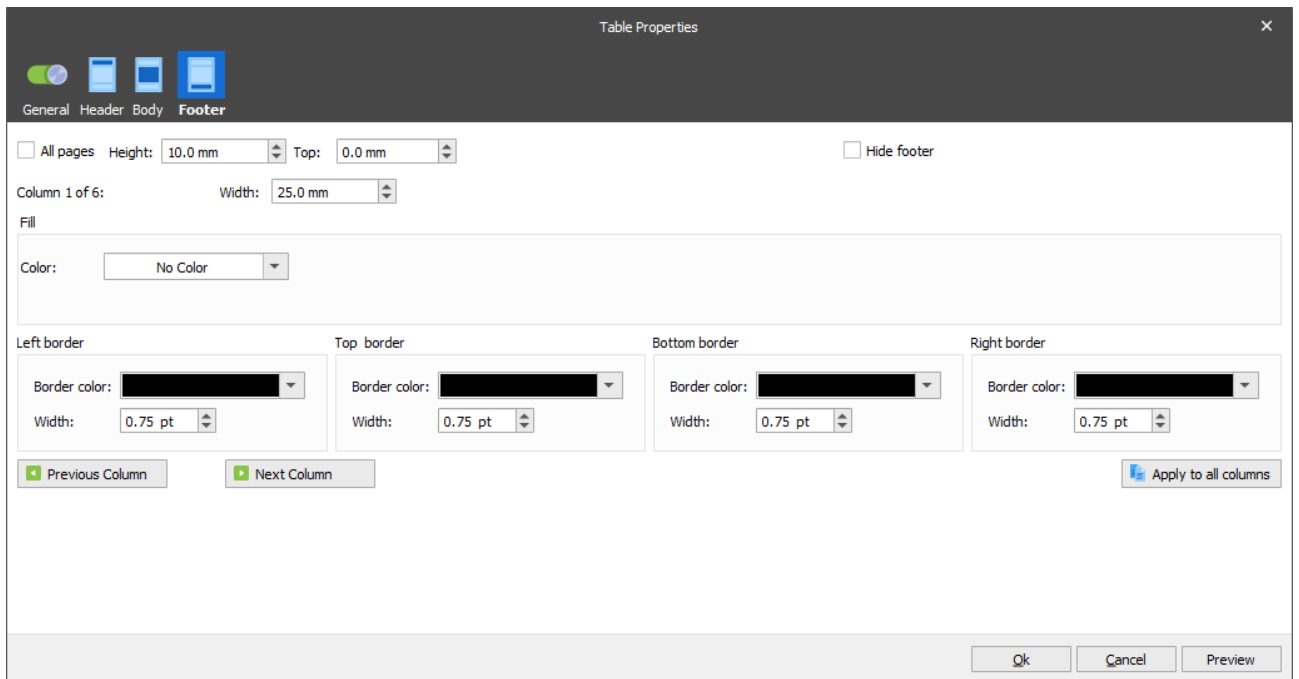 Table Properties
General Header Body Footer
All pages Height: 10.0 mm Top: 0.0 mm Hide footer
Column 1 of 6: Width: 25.0 mm
Fill
Color: No Color
Left border Top border Bottom border Right border
Border color: Border color: Border color: Border color:
Width: 0.75 pt Width: 0.75 pt Width: 0.75 pt Width: 0.75 pt
Previous Column Next Column Apply to all columns
Ok Cancel Preview